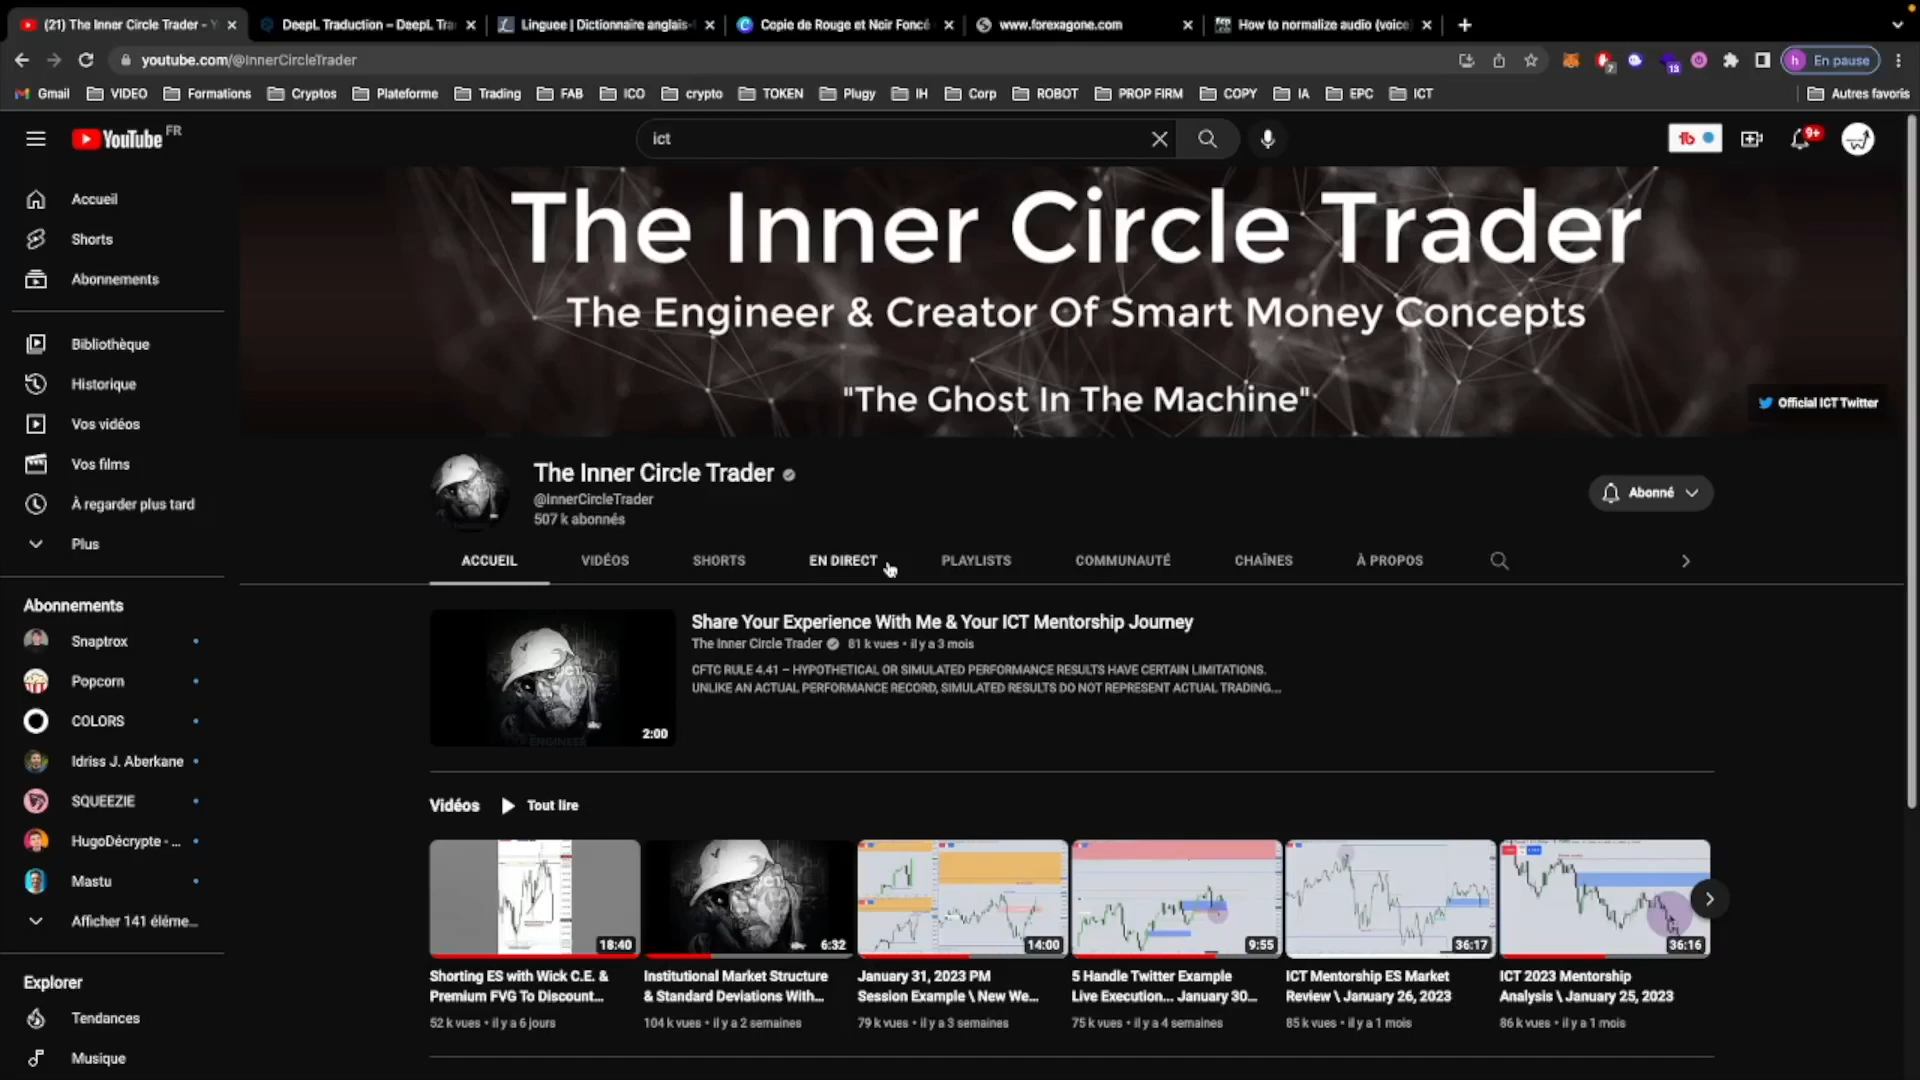 (21) The Inner Circle Trader - Y
DeepL Traduction – DeepL Tra
Linguee | Dictionnaire anglais-
Copie de Rouge et Noir Foncé
www.forexagone.com
How to normalize audio (voice
youtube.com/@InnerCircleTrader
7
13
h
En pause
Gmail
VIDEO
Formations
Cryptos
Plateforme
Trading
FAB
ICO
crypto
TOKEN
Plugy
IH
Corp
ROBOT
PROP FIRM
COPY
IA
EPC
ICT
Autres favoris
YouTube FR
ict
tb
9+
Accueil
Shorts
Abonnements
Bibliothèque
Historique
Vos vidéos
Vos films
À regarder plus tard
Plus
Abonnements
Snaptrox
Popcorn
COLORS
Idriss J. Aberkane
SQUEEZIE
HugoDécrypte - ...
Mastu
Afficher 141 éléme...
Explorer
Tendances
Musique
The Inner Circle Trader
The Engineer & Creator Of Smart Money Concepts
"The Ghost In The Machine"
Official ICT Twitter
The Inner Circle Trader
@InnerCircleTrader
507 k abonnés
Abonné
ACCUEIL
VIDÉOS
SHORTS
EN DIRECT
PLAYLISTS
COMMUNAUTÉ
CHAÎNES
À PROPOS
2:00
Share Your Experience With Me & Your ICT Mentorship Journey
The Inner Circle Trader 81 k vues • il y a 3 mois
CFTC RULE 4.41 – HYPOTHETICAL OR SIMULATED PERFORMANCE RESULTS HAVE CERTAIN LIMITATIONS.
UNLIKE AN ACTUAL PERFORMANCE RECORD, SIMULATED RESULTS DO NOT REPRESENT ACTUAL TRADING...
Vidéos
Tout lire
18:40
6:32
14:00
9:55
36:17
36:16
Shorting ES with Wick C.E. &
Premium FVG To Discount...
52 k vues • il y a 6 jours
Institutional Market Structure
& Standard Deviations With...
104 k vues • il y a 2 semaines
January 31, 2023 PM
Session Example \ New We...
79 k vues • il y a 3 semaines
5 Handle Twitter Example
Live Execution... January 30...
75 k vues • il y a 4 semaines
ICT Mentorship ES Market
Review \ January 26, 2023
85 k vues • il y a 1 mois
ICT 2023 Mentorship
Analysis \ January 25, 2023
86 k vues • il y a 1 mois